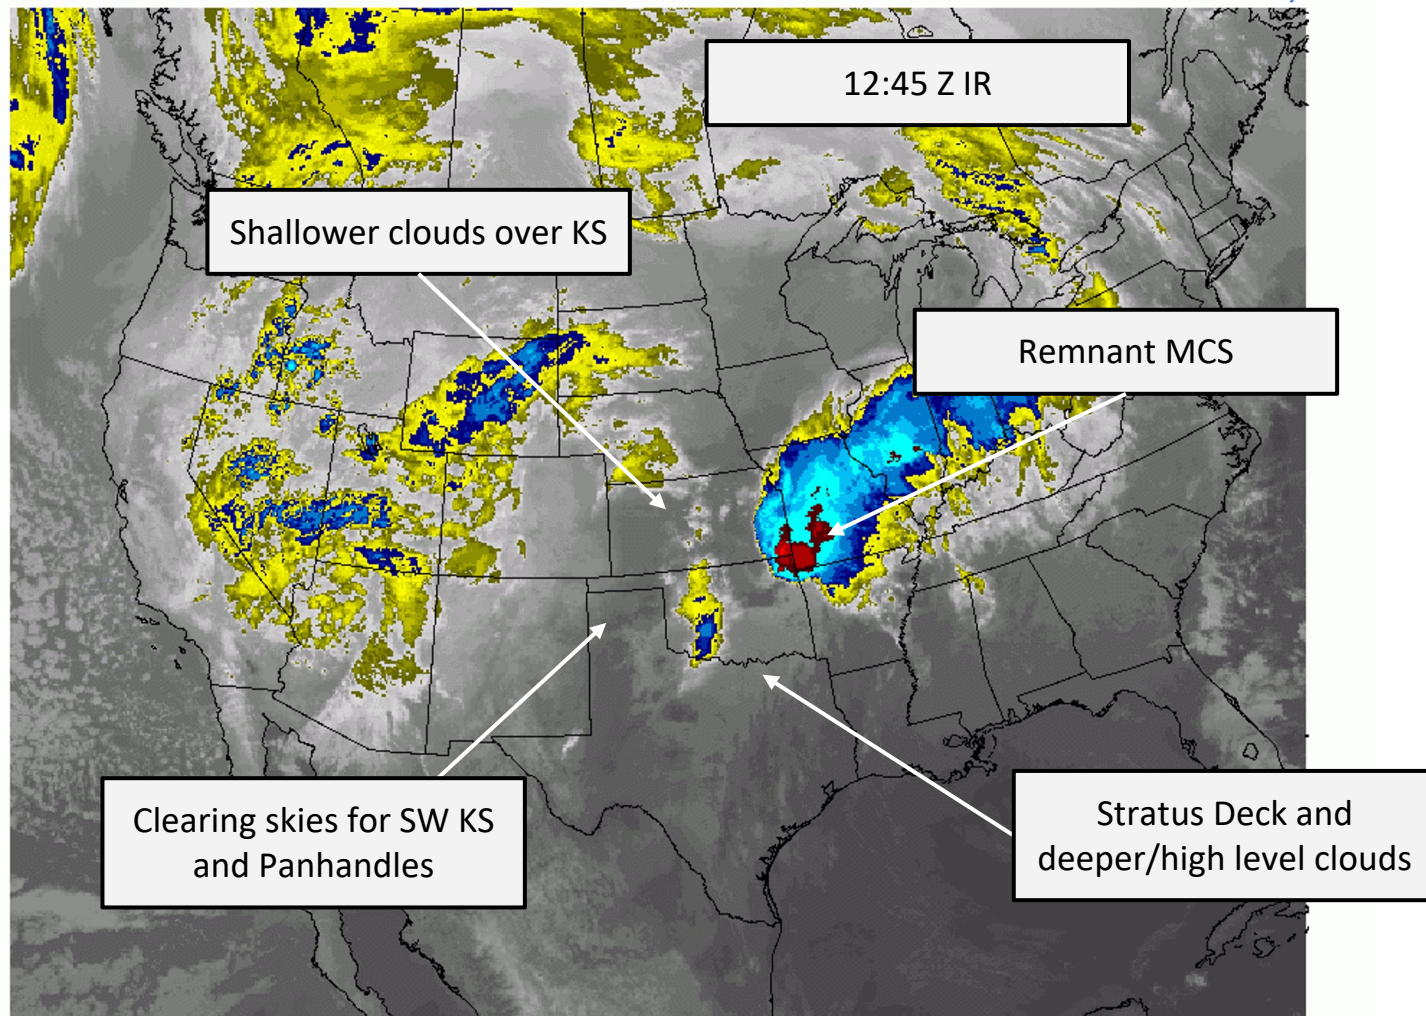 12:45 Z IR
Shallower clouds over KS
Remnant MCS
Clearing skies for SW KS
and Panhandles
Stratus Deck and
deeper/high level clouds